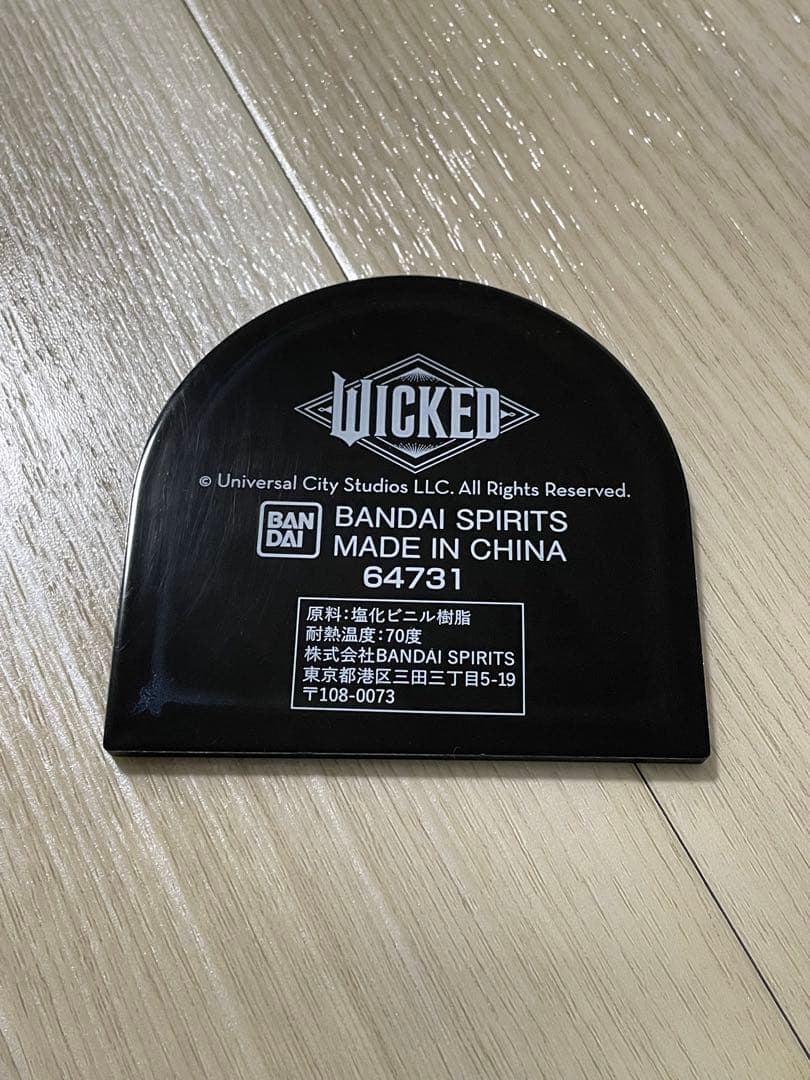 WICKED
© Universal City Studios LLC. All Rights Reserved.
BAN
DAI
BANDAI SPIRITS
MADE IN CHINA
64731
原料:塩化ビニル樹脂
耐熱温度:70度
株式会社BANDAI SPIRITS
東京都港区三田三丁目5-19
〒108-0073